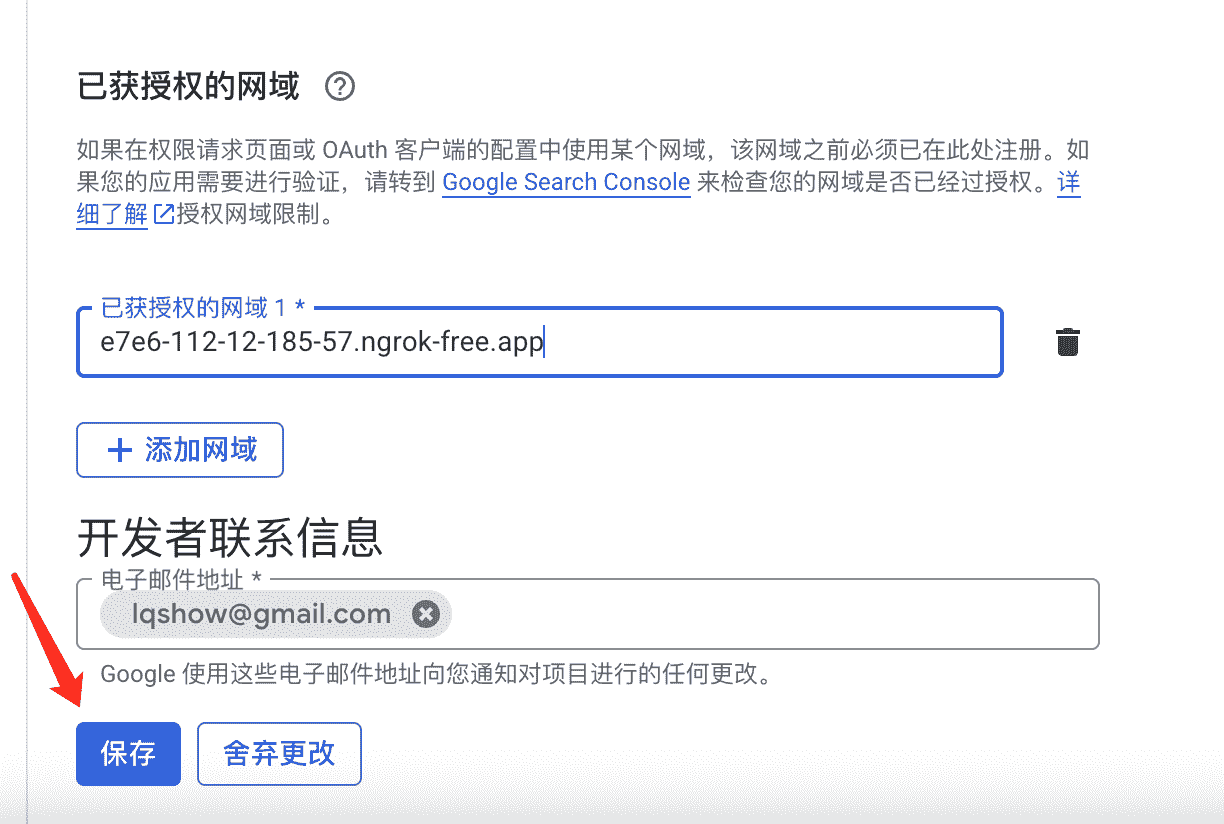 已获授权的网域
如果在权限请求页面或 OAuth 客户端的配置中使用某个网域，该网域之前必须已在此处注册。如
果您的应用需要进行验证，请转到 Google Search Console 来检查您的网域是否已经过授权。详
细了解授权网域限制。
已获授权的网域 1 *
e7e6-112-12-185-57.ngrok-free.app
添加网域
开发者联系信息
电子邮件地址 *
lqshow@gmail.com
Google 使用这些电子邮件地址向您通知对项目进行的任何更改。
保存 舍弃更改